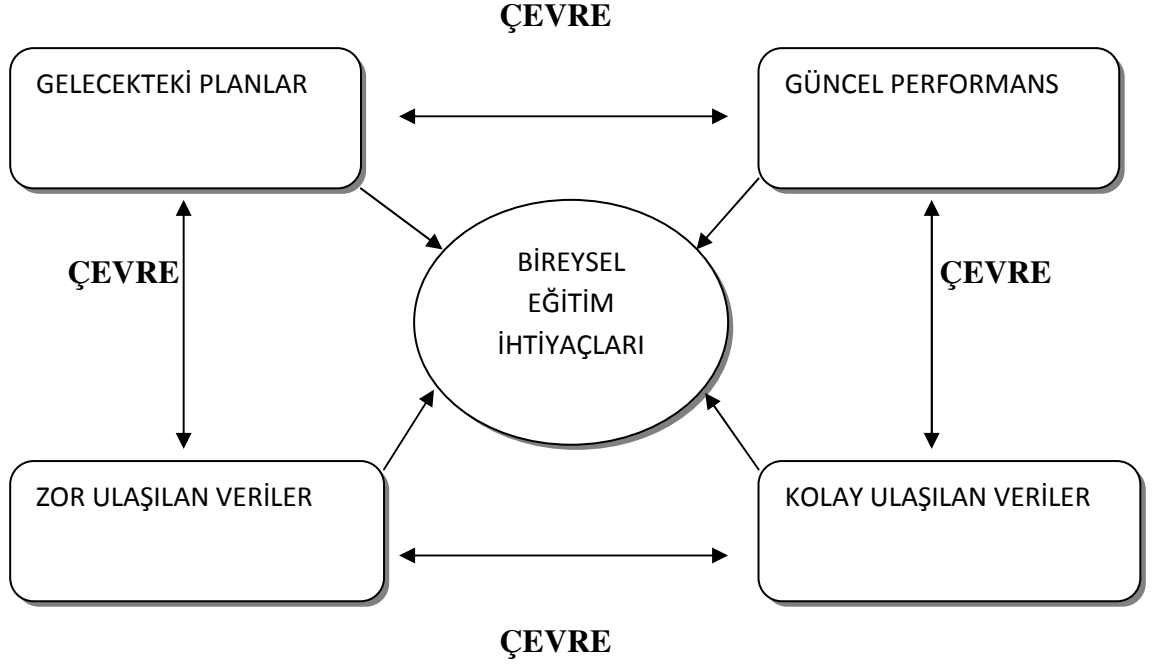 ÇEVRE
GELECEKTEKİ PLANLAR
GÜNCEL PERFORMANS
ÇEVRE
BİREYSEL
EĞİTİM
İHTİYAÇLARI
ÇEVRE
ZOR ULAŞILAN VERİLER
KOLAY ULAŞILAN VERİLER
ÇEVRE